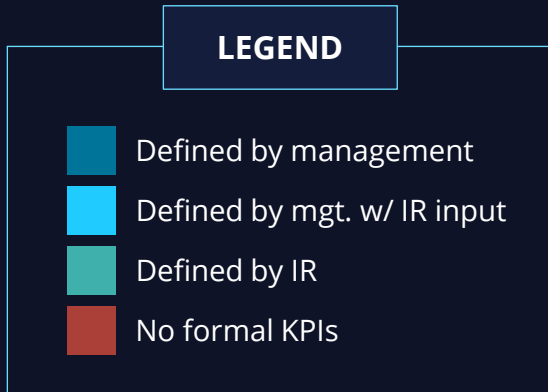 LEGEND
Defined by management
Defined by mgt. w/ IR input
Defined by IR
No formal KPIs